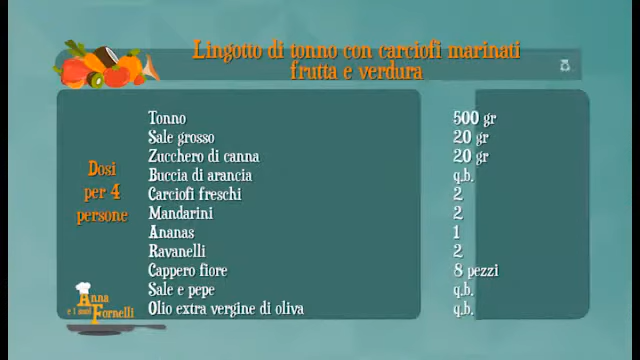 Lingotto di tonno con carciofi marinati
frutta e verdura
Dosi
per 4
persone
Tonno 500 gr
Sale grosso 20 gr
Zucchero di canna 20 gr
Buccia di arancia q.b.
Carciofi freschi 2
Mandarini 2
Ananas 1
Ravanelli 2
Cappero fiore 8 pezzi
Sale e pepe q.b.
Olio extra vergine di oliva q.b.
Anna
e i suoi
Fornelli